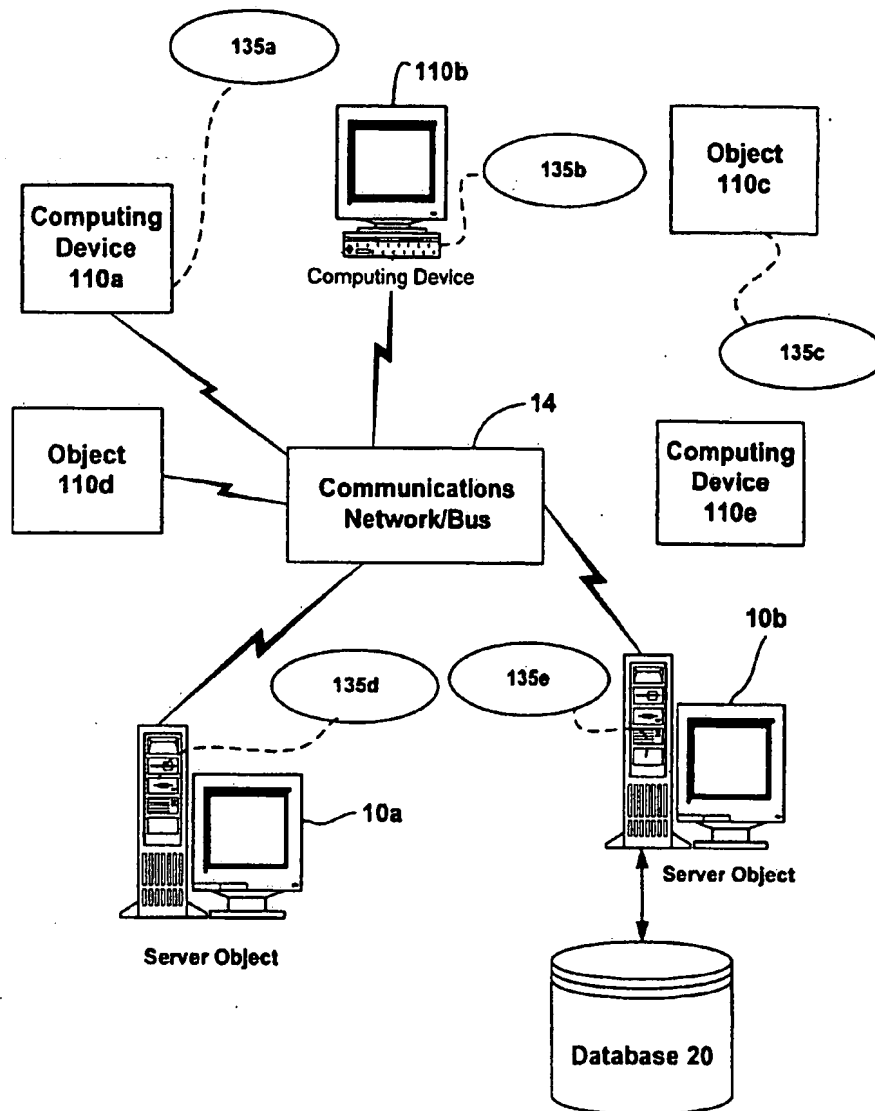 135a
110b
135b
Object
110c
Computing
Device
110a
Computing Device
135c
14
Object
110d
Communications
Network/Bus
Computing
Device
110e
10b
135d
135e
10a
Server Object
Server Object
Database 20